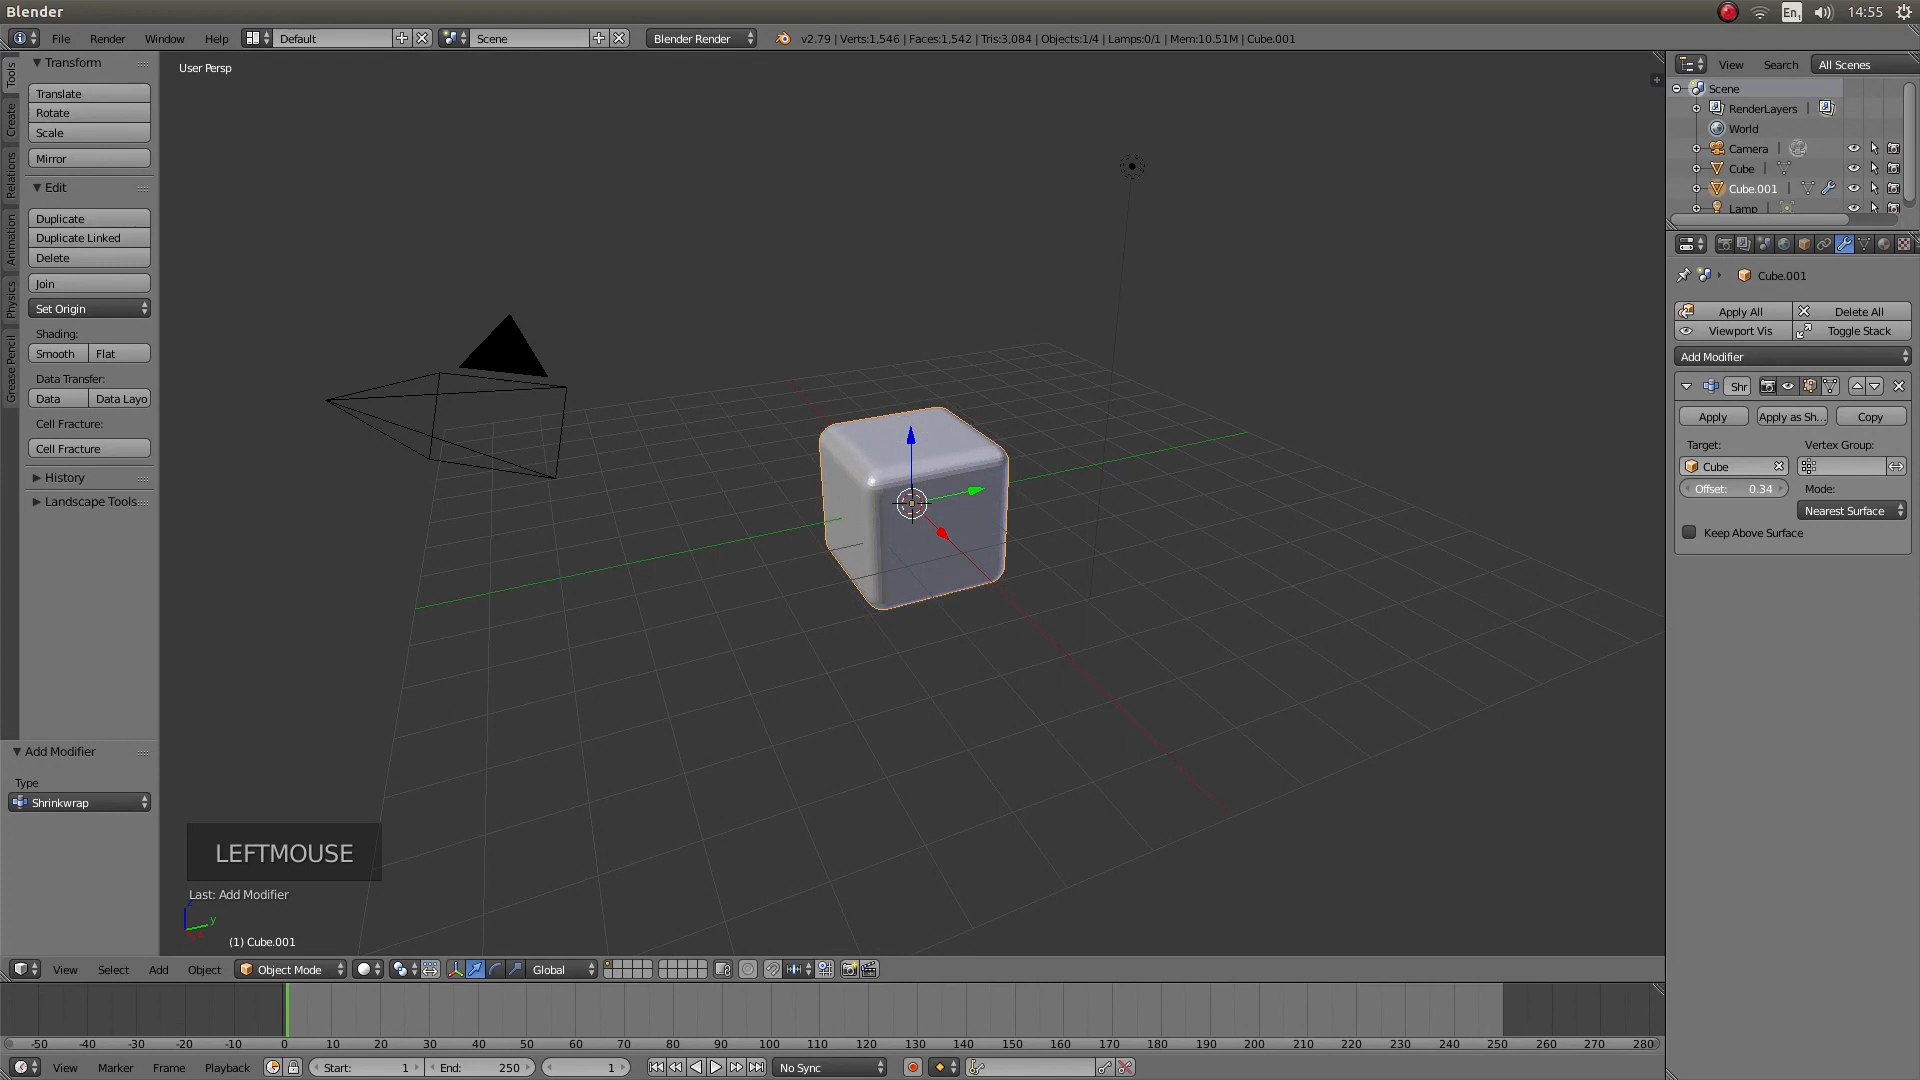 Blender
En1
14:55
File Render Window Help Default Scene Blender Render v2.79 | Verts:1,546 | Faces:1,542 | Tris:3,084 | Objects:1/4 | Lamps:0/1 | Mem:10.51M | Cube.001
Tools
Create
Relations
Animation
Physics
Grease Pencil
Transform
Translate
Rotate
Scale
Mirror
Edit
Duplicate
Duplicate Linked
Delete
Join
Set Origin
Shading:
Smooth Flat
Data Transfer:
Data Data Layo
Cell Fracture:
Cell Fracture
History
Landscape Tools
Add Modifier
Type
Shrinkwrap
User Persp
LEFTMOUSE
Last: Add Modifier
z
y
(1) Cube.001
View Search All Scenes
Scene
RenderLayers |
World
Camera |
Cube |
Cube.001 |
Lamp |
Cube.001
Apply All Delete All
Viewport Vis Toggle Stack
Add Modifier
Shr
Apply Apply as Sh... Copy
Target: Vertex Group:
Cube
Offset: 0.34 Mode:
Nearest Surface
Keep Above Surface
View Select Add Object Object Mode Global
-50 -40 -30 -20 -10 0 10 20 30 40 50 60 70 80 90 100 110 120 130 140 150 160 170 180 190 200 210 220 230 240 250 260 270 280
View Marker Frame Playback Start: 1 End: 250 1 No Sync